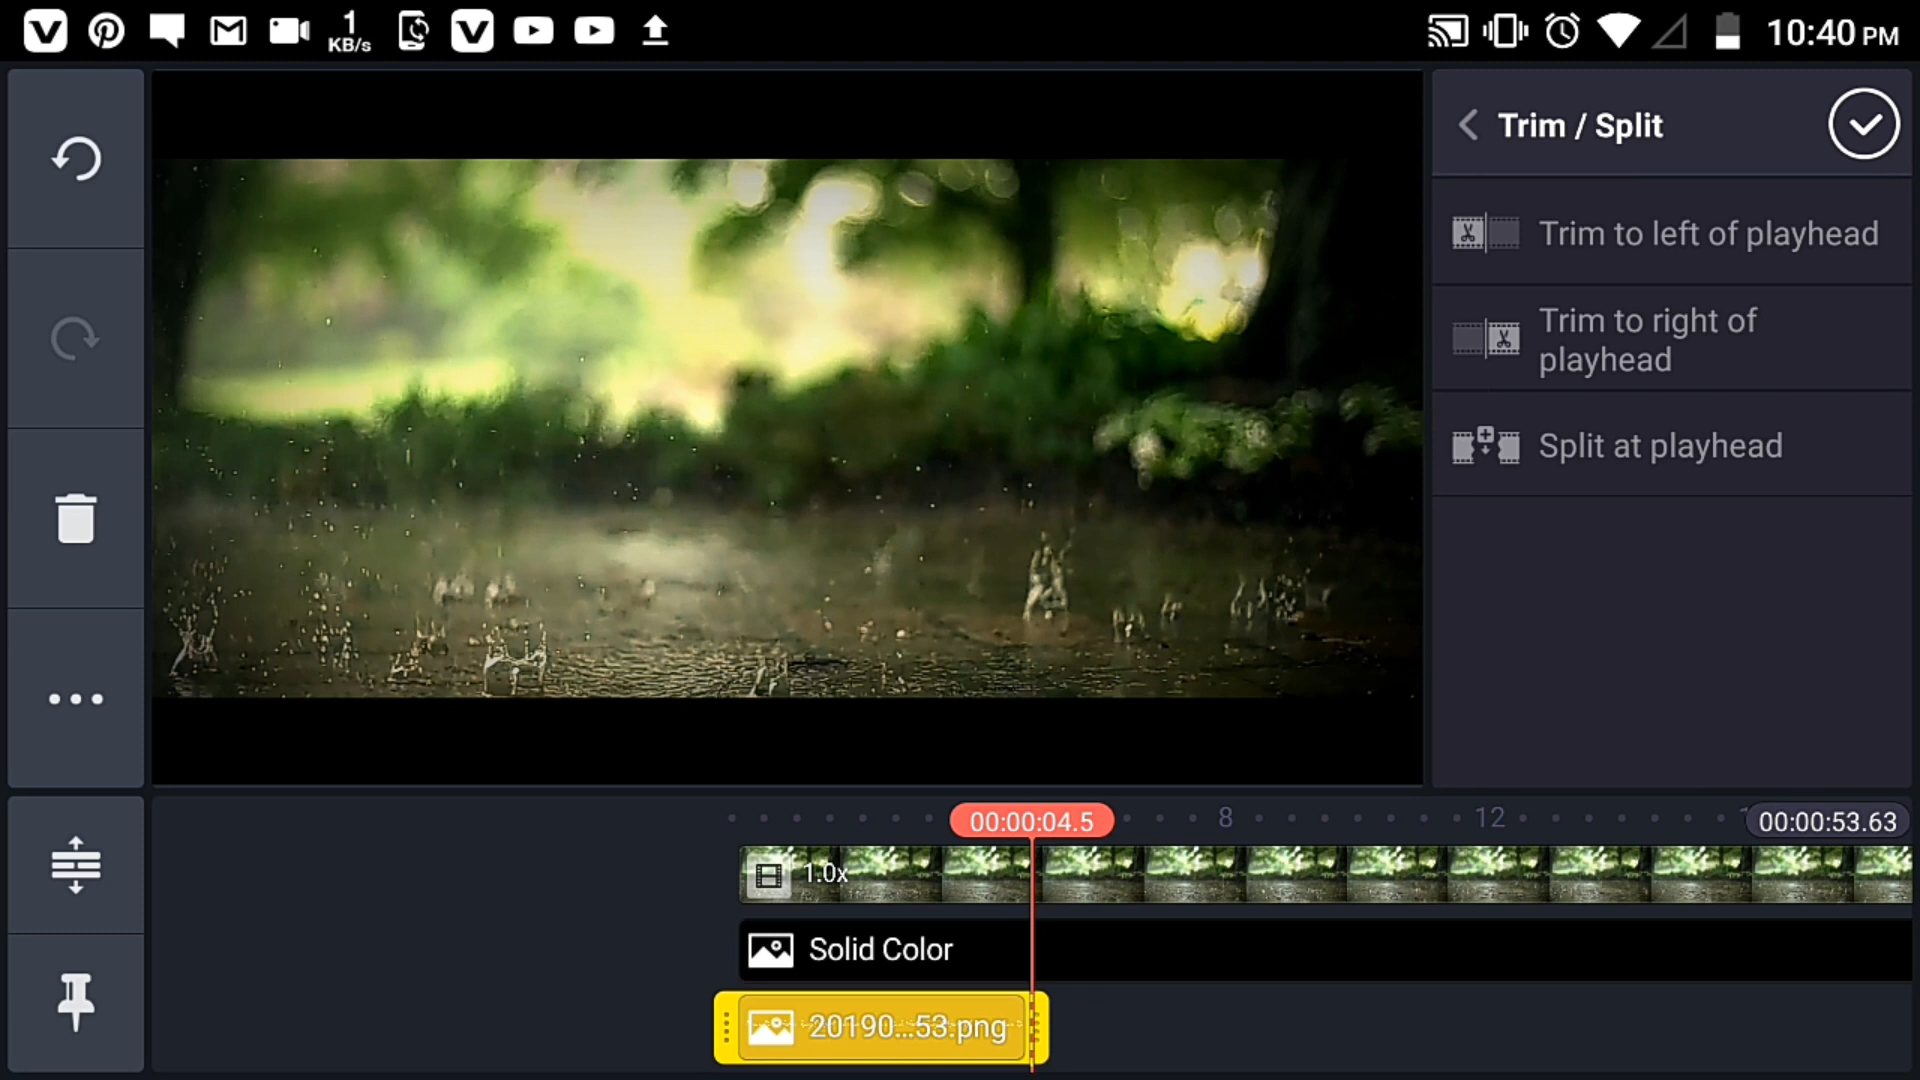 1
KB/s
10:40 PM
Trim / Split
Trim to left of playhead
Trim to right of
playhead
Split at playhead
00:00:04.5
8
12
00:00:53.63
1.0x
Solid Color
20190...53.png